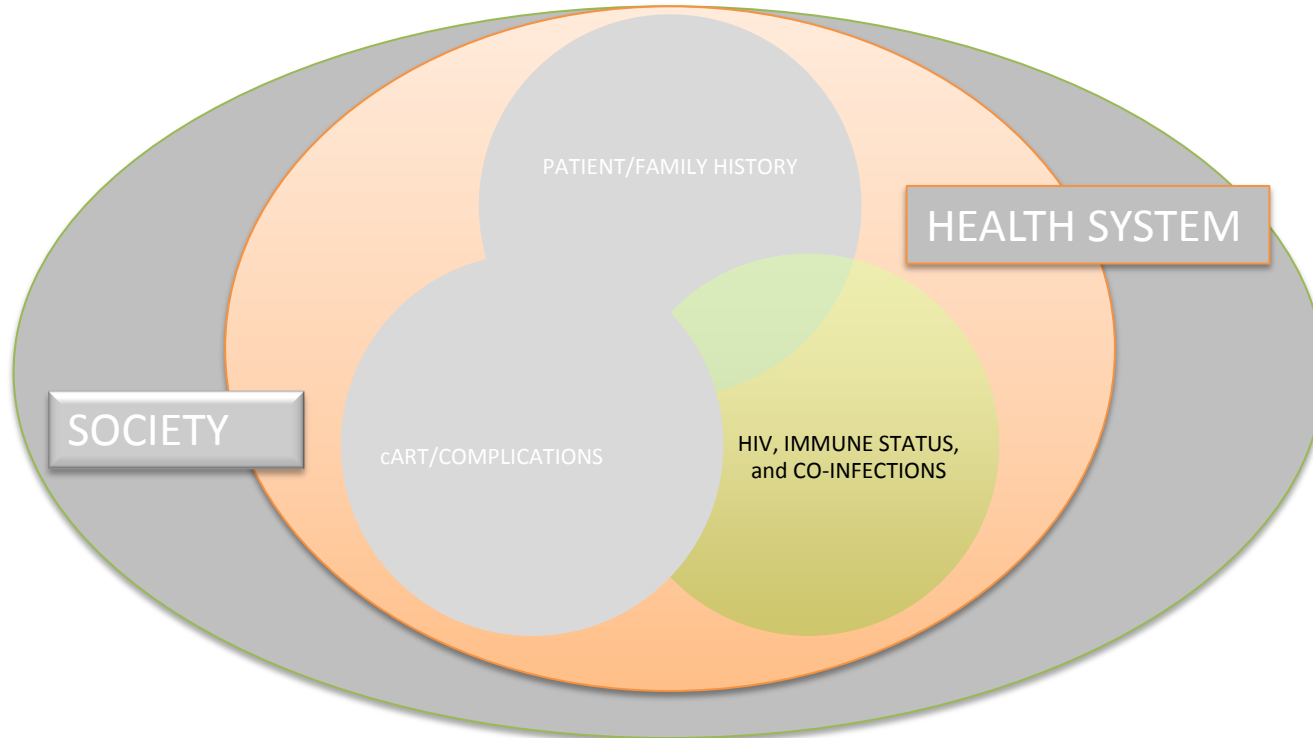 PATIENT/FAMILY HISTORY
HEALTH SYSTEM
SOCIETY
cART/COMPLICATIONS
HIV, IMMUNE STATUS,
and CO-INFECTIONS